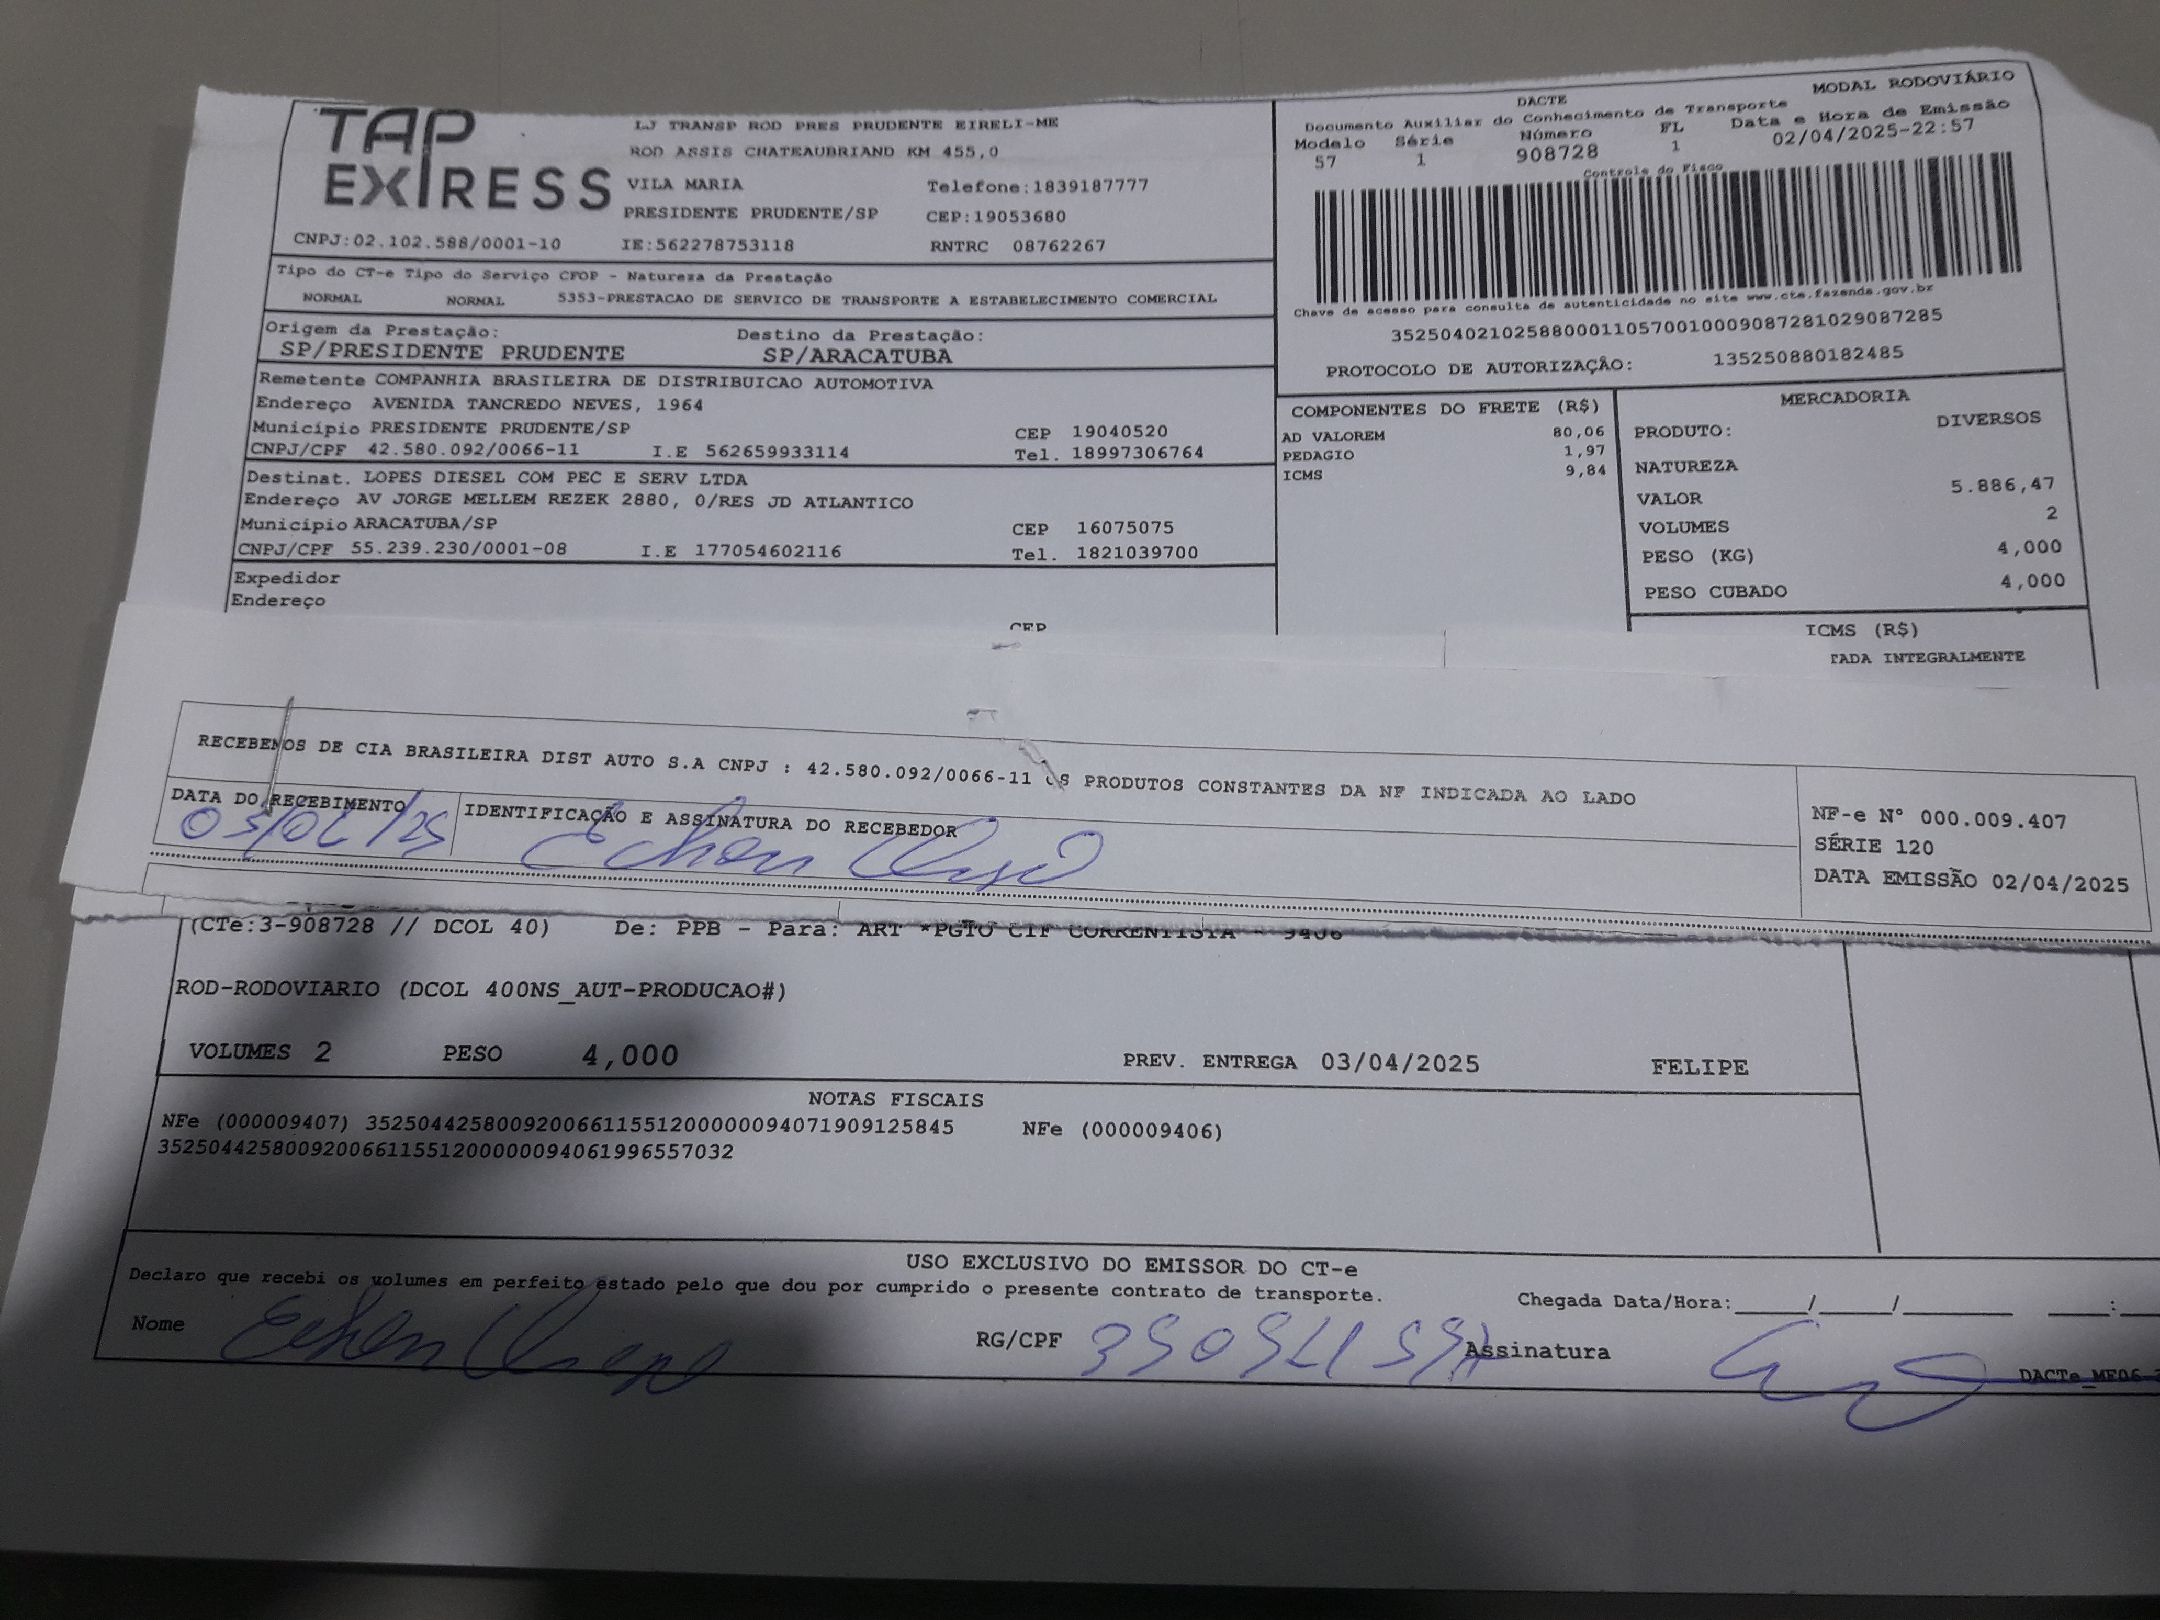 TAP EXPRESS
LJ TRANSP ROD PRES PRUDENTE EIRELI-ME
ROD ASSIS CHATEAUBRIAND KM 455,0
VILA MARIA Telefone:1839187777
PRESIDENTE PRUDENTE/SP CEP:19053680
CNPJ:02.102.588/0001-10 IE:562278753118 RNTRC 08762267
MODAL RODOVIÁRIO
DACTE
Documento Auxiliar do Conhecimento de Transporte
Modelo Série Número FL Data e Hora de Emissão
57 1 908728 1 02/04/2025-22:57
Controle do Fisco
Chave de acesso para consulta de autenticidade no site www.cte.fazenda.gov.br
35250402102588000110570010009087281029087285
PROTOCOLO DE AUTORIZAÇÃO: 135250880182485
Tipo do CT-e Tipo do Serviço CFOP - Natureza da Prestação
NORMAL NORMAL 5353-PRESTACAO DE SERVICO DE TRANSPORTE A ESTABELECIMENTO COMERCIAL
Origem da Prestação: Destino da Prestação:
SP/PRESIDENTE PRUDENTE SP/ARACATUBA
Remetente COMPANHIA BRASILEIRA DE DISTRIBUICAO AUTOMOTIVA
Endereço AVENIDA TANCREDO NEVES, 1964
Município PRESIDENTE PRUDENTE/SP CEP 19040520
CNPJ/CPF 42.580.092/0066-11 I.E 562659933114 Tel. 18997306764
Destinat. LOPES DIESEL COM PEC E SERV LTDA
Endereço AV JORGE MELLEM REZEK 2880, 0/RES JD ATLANTICO
Município ARACATUBA/SP CEP 16075075
CNPJ/CPF 55.239.230/0001-08 I.E 177054602116 Tel. 1821039700
Expedidor
Endereço
CEP
COMPONENTES DO FRETE (R$)
AD VALOREM 80,06
PEDAGIO 1,97
ICMS 9,84
MERCADORIA
PRODUTO: DIVERSOS
NATUREZA
VALOR 5.886,47
VOLUMES 2
PESO (KG) 4,000
PESO CUBADO 4,000
ICMS (R$)
TADA INTEGRALMENTE
RECEBEMOS DE CIA BRASILEIRA DIST AUTO S.A CNPJ : 42.580.092/0066-11 OS PRODUTOS CONSTANTES DA NF INDICADA AO LADO
DATA DO RECEBIMENTO IDENTIFICAÇÃO E ASSINATURA DO RECEBEDOR
NF-e Nº 000.009.407
SÉRIE 120
DATA EMISSÃO 02/04/2025
(CTe:3-908728 // DCOL 40) De: PPB - Para: ART *PGTO CIF CORRENTISTA - 9406
ROD-RODOVIARIO (DCOL 400NS_AUT-PRODUCAO#)
VOLUMES 2 PESO 4,000 PREV. ENTREGA 03/04/2025 FELIPE
NOTAS FISCAIS
NFe (000009407) 35250442580092006611551200000094071909125845 NFe (000009406)
35250442580092006611551200000094061996557032
USO EXCLUSIVO DO EMISSOR DO CT-e
Declaro que recebi os volumes em perfeito estado pelo que dou por cumprido o presente contrato de transporte.
Chegada Data/Hora:_____/_____/_______ ___:
Nome RG/CPF Assinatura